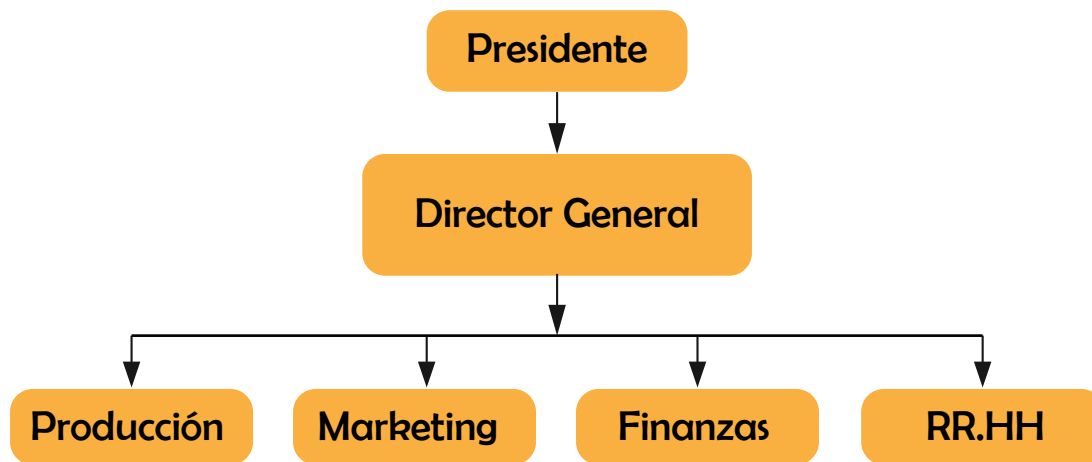 Presidente
Director General
Producción
Marketing
Finanzas
RR.HH